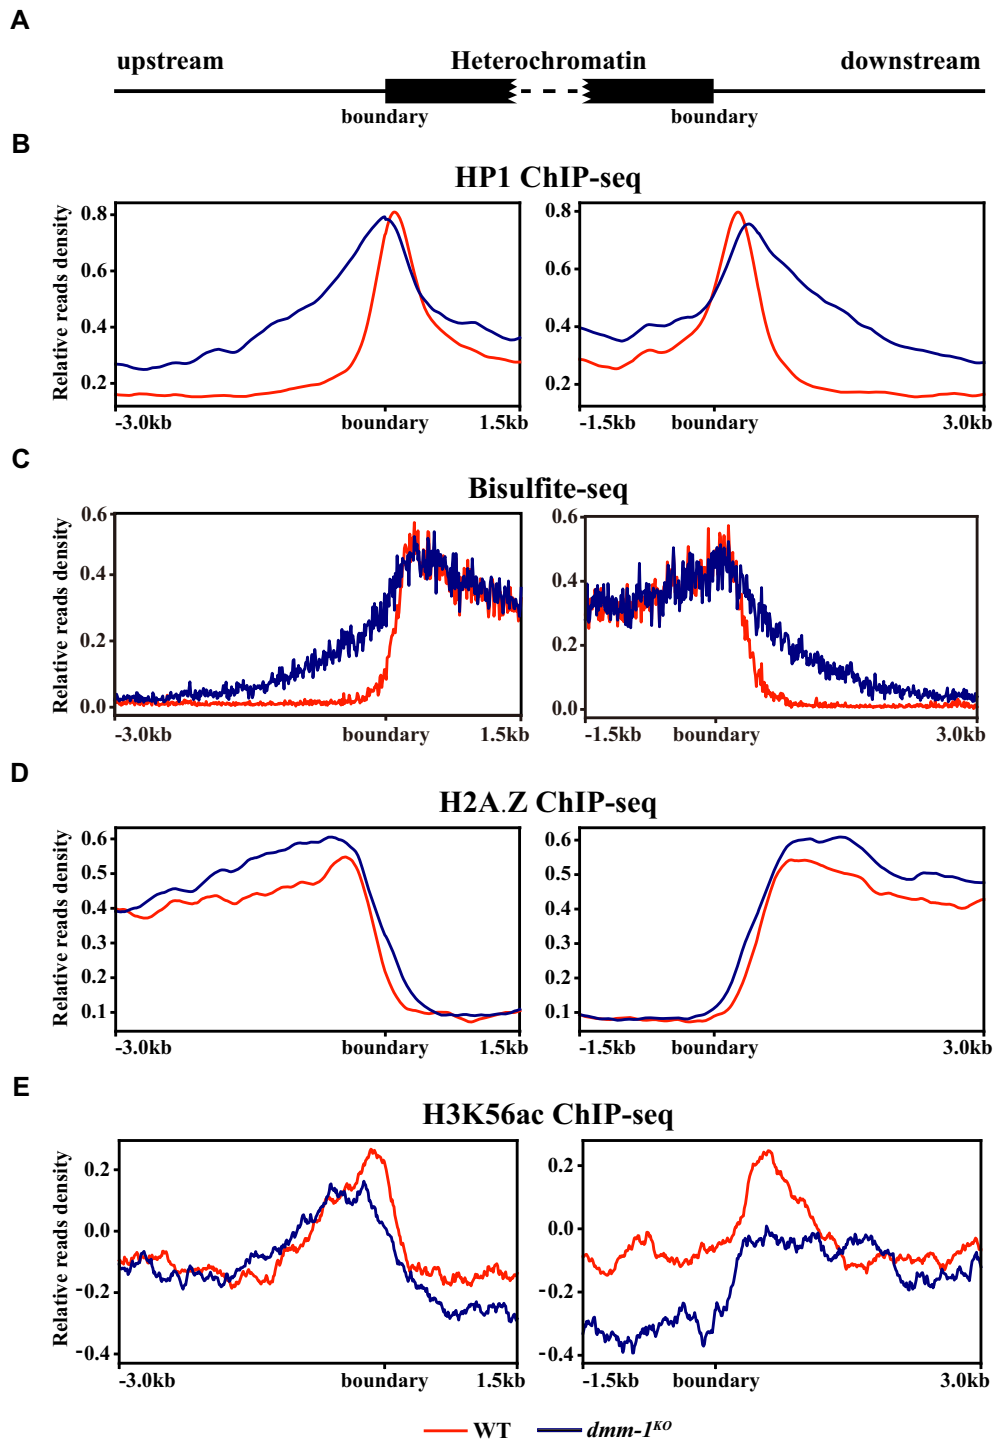 A
upstream Heterochromatin downstream
boundary boundary
B
HP1 ChIP-seq
Relative reads density
0.8 0.8
0.6 0.6
0.4 0.4
0.2 0.2
-3.0kb boundary 1.5kb -1.5kb boundary 3.0kb
C
Bisulfite-seq
Relative reads density
0.6 0.6
0.4 0.4
0.2 0.2
0.0 0.0
-3.0kb boundary 1.5kb -1.5kb boundary 3.0kb
D
H2A.Z ChIP-seq
Relative reads density
0.6 0.6
0.5 0.5
0.4 0.4
0.3 0.3
0.2 0.2
0.1 0.1
-3.0kb boundary 1.5kb -1.5kb boundary 3.0kb
E
H3K56ac ChIP-seq
Relative reads density
0.2 0.2
0.0 0.0
-0.2 -0.2
-0.4 -0.4
-3.0kb boundary 1.5kb -1.5kb boundary 3.0kb
WT dmm-1KO